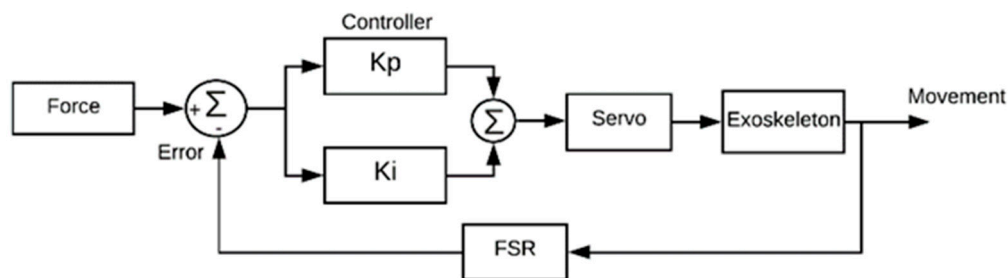 Controller
Kp
Force
+ Σ
-
Error
Σ
Servo
Exoskeleton
Movement
Ki
FSR